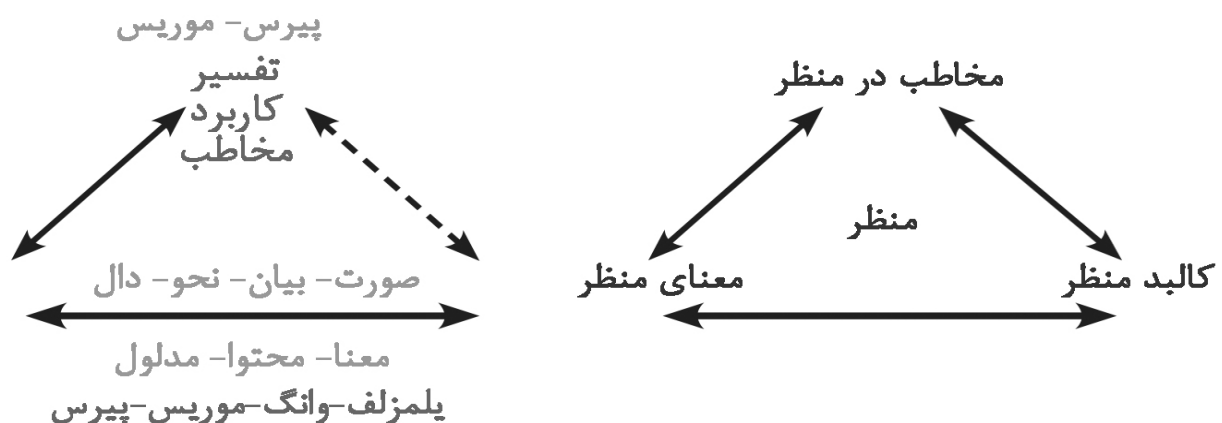 پیرس- موریس
تفسیر
کاربرد
مخاطب
صورت- بیان- نحو- دال
معنا- محتوا- مدلول
یلمزلف-وانگ-موریس-پیرس
مخاطب در منظر
منظر
معنای منظر
کالبد منظر